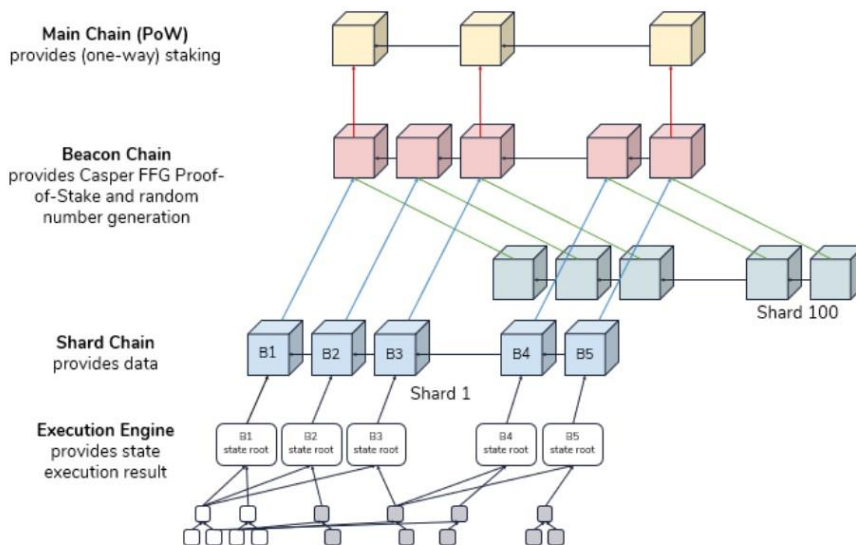 Main Chain (PoW)
provides (one-way) staking
Beacon Chain
provides Casper FFG Proof-
of-Stake and random
number generation
Shard 100
Shard Chain
provides data
B1
B2
B3
B4
B5
Shard 1
Execution Engine
provides state
execution result
B1
state root
B2
state root
B3
state root
B4
state root
B5
state root